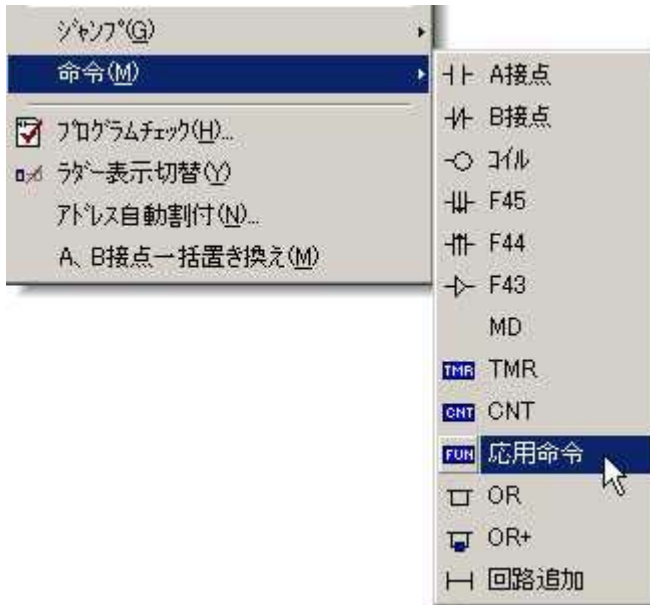 ｼﾞｬﾝﾌﾟ(G)
命令(M)
ﾌﾟﾛｸﾞﾗﾑﾁｪｯｸ(H)...
ﾗﾀﾞｰ表示切替(Y)
ｱﾄﾞﾚｽ自動割付(N)...
A、B接点一括置き換え(M)
A接点
B接点
ｺｲﾙ
F45
F44
F43
MD
TMR TMR
CNT CNT
FUN 応用命令
OR
OR+
回路追加